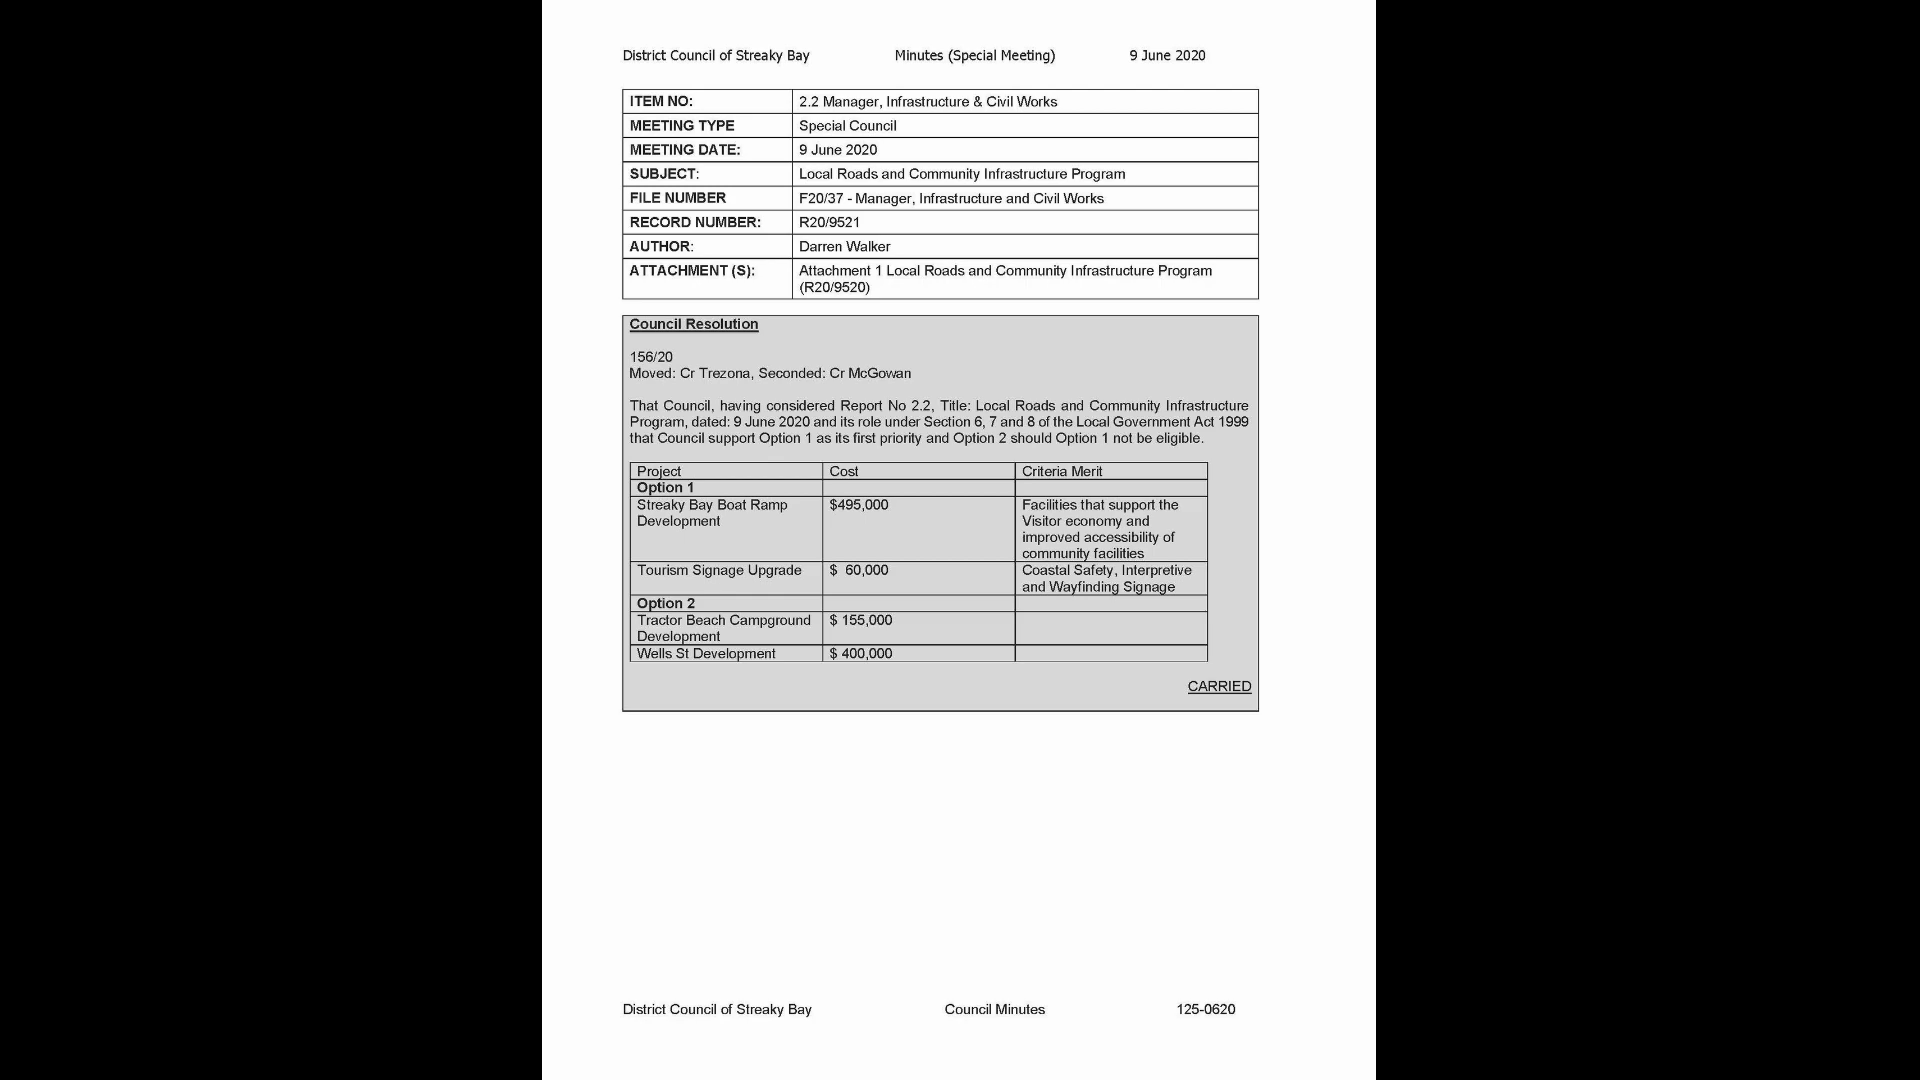 District Council of Streaky Bay Minutes (Special Meeting) 9 June 2020
ITEM NO: 2.2 Manager, Infrastructure & Civil Works
MEETING TYPE Special Council
MEETING DATE: 9 June 2020
SUBJECT: Local Roads and Community Infrastructure Program
FILE NUMBER F20/37 - Manager, Infrastructure and Civil Works
RECORD NUMBER: R20/9521
AUTHOR: Darren Walker
ATTACHMENT (S): Attachment 1 Local Roads and Community Infrastructure Program
(R20/9520)
Council Resolution
156/20
Moved: Cr Trezona, Seconded: Cr McGowan
That Council, having considered Report No 2.2, Title: Local Roads and Community Infrastructure
Program, dated: 9 June 2020 and its role under Section 6, 7 and 8 of the Local Government Act 1999
that Council support Option 1 as its first priority and Option 2 should Option 1 not be eligible.
Project Cost Criteria Merit
Option 1
Streaky Bay Boat Ramp $495,000 Facilities that support the
Development Visitor economy and
improved accessibility of
community facilities
Tourism Signage Upgrade $ 60,000 Coastal Safety, Interpretive
and Wayfinding Signage
Option 2
Tractor Beach Campground $ 155,000
Development
Wells St Development $ 400,000
CARRIED
District Council of Streaky Bay Council Minutes 125-0620